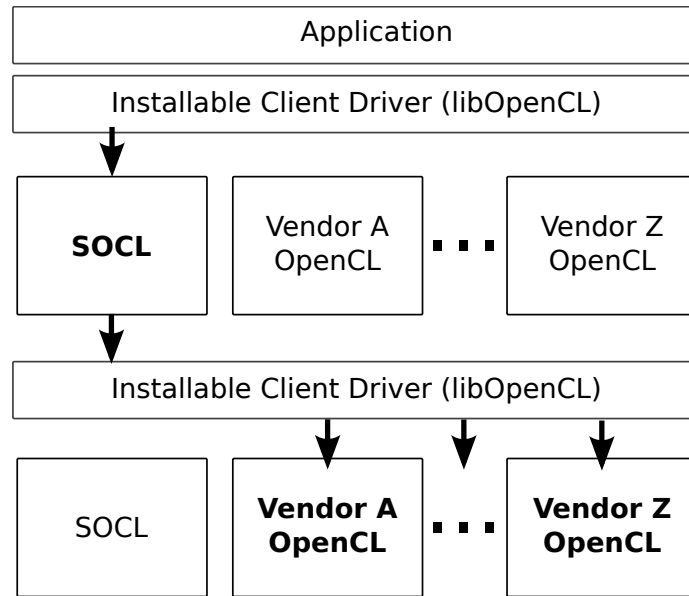 Application
Installable Client Driver (libOpenCL)
SOCL
Vendor A
OpenCL
Vendor Z
OpenCL
Installable Client Driver (libOpenCL)
SOCL
Vendor A
OpenCL
Vendor Z
OpenCL